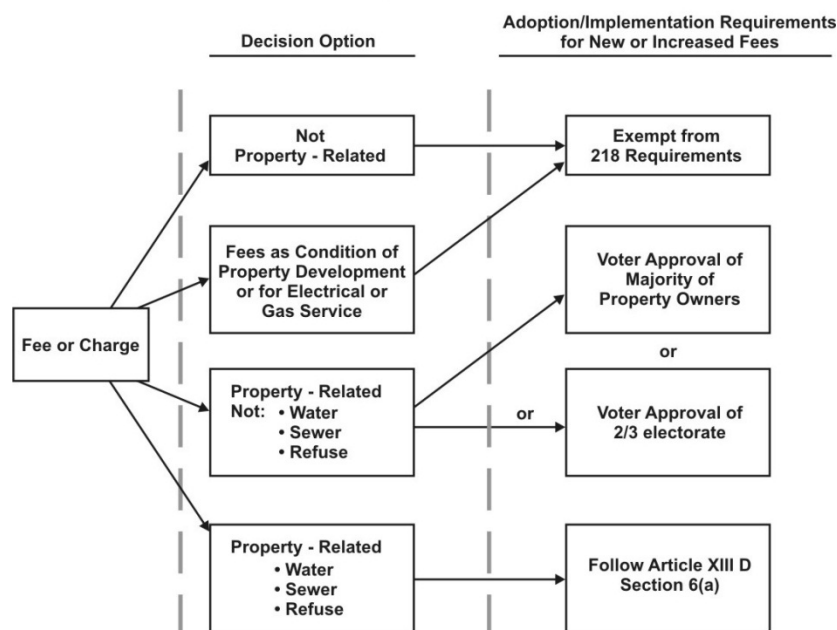 Decision Option
Adoption/Implementation Requirements
for New or Increased Fees
Not
Property - Related
Exempt from
218 Requirements
Fees as Condition of
Property Development
or for Electrical or
Gas Service
Voter Approval of
Majority of
Property Owners
Fee or Charge
or
Property - Related
Not: • Water
• Sewer
• Refuse
or
Voter Approval of
2/3 electorate
Property - Related
• Water
• Sewer
• Refuse
Follow Article XIII D
Section 6(a)